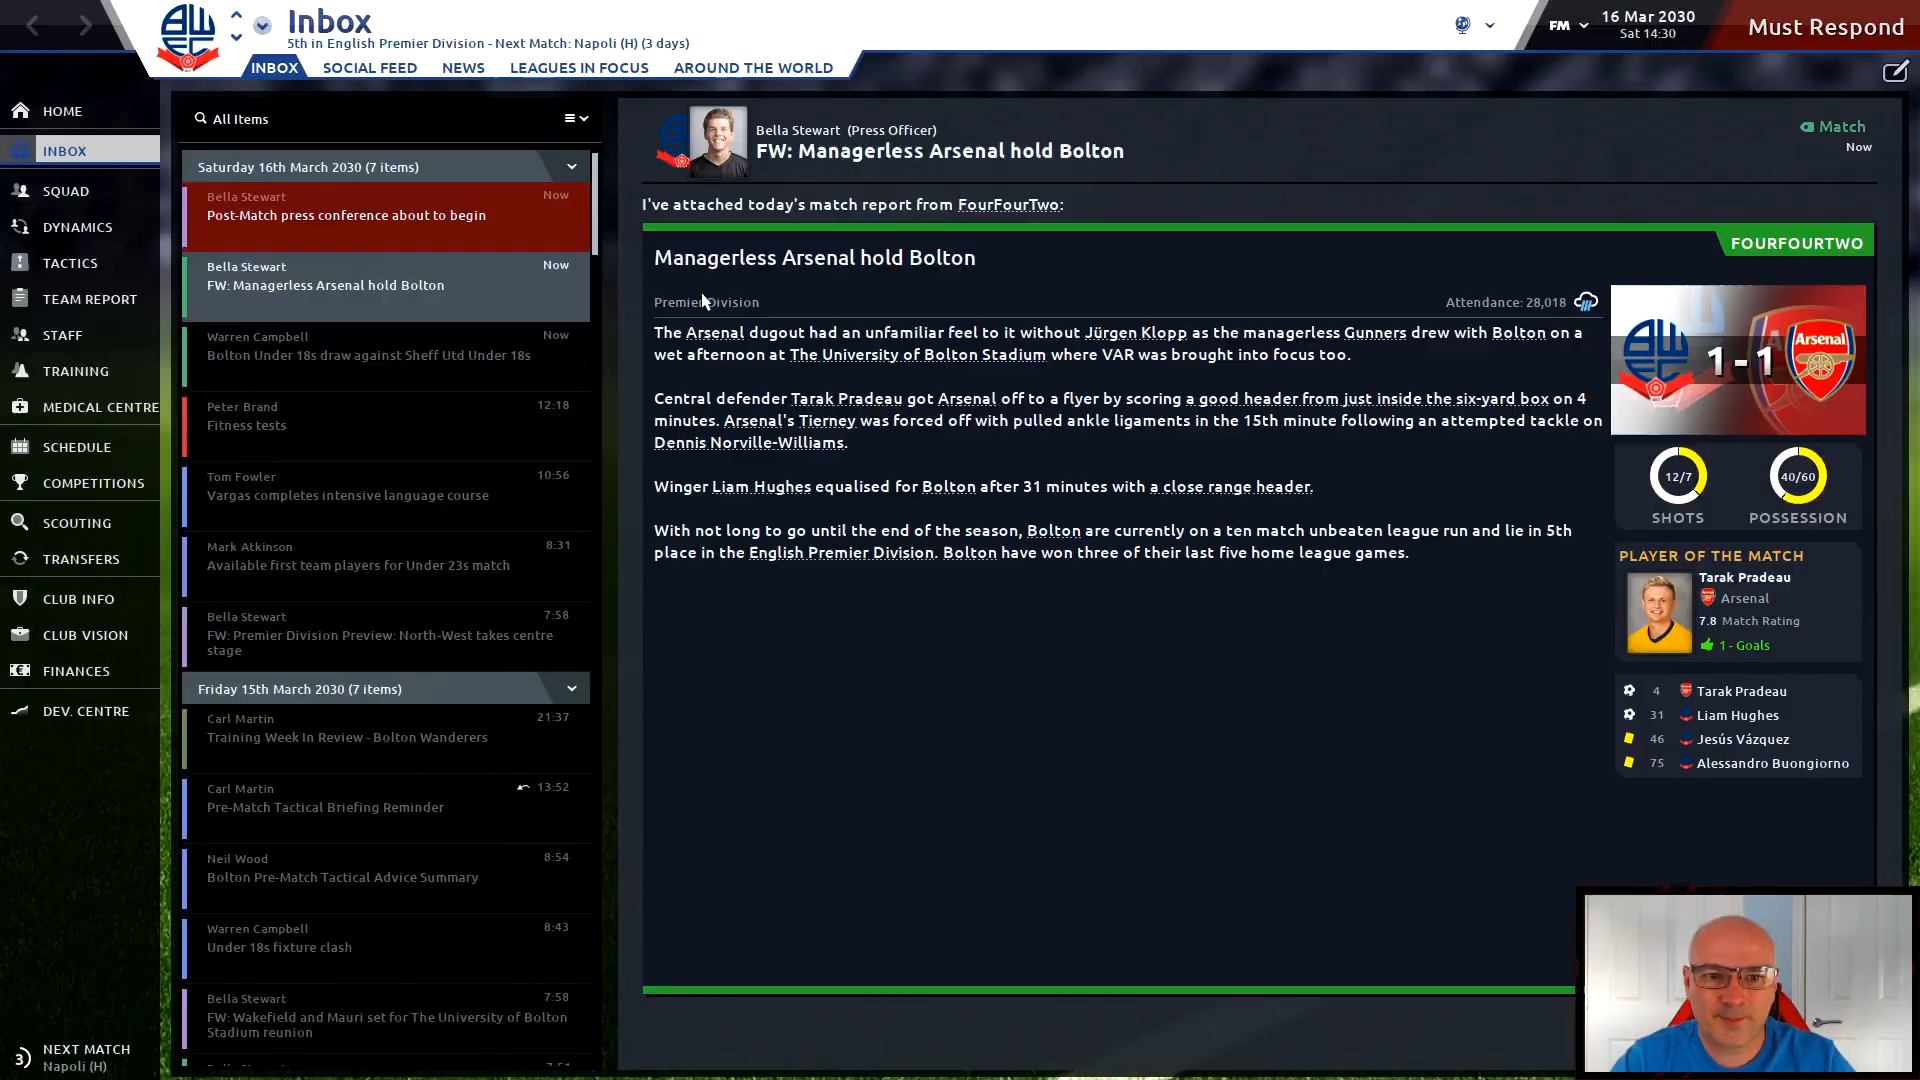 Inbox
5th in English Premier Division - Next Match: Napoli (H) (3 days)
FM
16 Mar 2030
Sat 14:30
Must Respond
INBOX
SOCIAL FEED
NEWS
LEAGUES IN FOCUS
AROUND THE WORLD
HOME
INBOX
SQUAD
DYNAMICS
TACTICS
TEAM REPORT
STAFF
TRAINING
MEDICAL CENTRE
SCHEDULE
COMPETITIONS
SCOUTING
TRANSFERS
CLUB INFO
CLUB VISION
FINANCES
DEV. CENTRE
3
NEXT MATCH
Napoli (H)
All Items
Saturday 16th March 2030 (7 items)
Bella Stewart
Now
Post-Match press conference about to begin
Bella Stewart
Now
FW: Managerless Arsenal hold Bolton
Warren Campbell
Now
Bolton Under 18s draw against Sheff Utd Under 18s
Peter Brand
12:18
Fitness tests
Tom Fowler
10:56
Vargas completes intensive language course
Mark Atkinson
8:31
Available first team players for Under 23s match
Bella Stewart
7:58
FW: Premier Division Preview: North-West takes centre
stage
Friday 15th March 2030 (7 items)
Carl Martin
21:37
Training Week In Review - Bolton Wanderers
Carl Martin
13:52
Pre-Match Tactical Briefing Reminder
Neil Wood
8:54
Bolton Pre-Match Tactical Advice Summary
Warren Campbell
8:43
Under 18s fixture clash
Bella Stewart
7:58
FW: Wakefield and Mauri set for The University of Bolton
Stadium reunion
Bella Stewart (Press Officer)
FW: Managerless Arsenal hold Bolton
Match
Now
I've attached today's match report from FourFourTwo:
FOURFOURTWO
Managerless Arsenal hold Bolton
Premier Division
Attendance: 28,018
The Arsenal dugout had an unfamiliar feel to it without Jürgen Klopp as the managerless Gunners drew with Bolton on a
wet afternoon at The University of Bolton Stadium where VAR was brought into focus too.
Central defender Tarak Pradeau got Arsenal off to a flyer by scoring a good header from just inside the six-yard box on 4
minutes. Arsenal's Tierney was forced off with pulled ankle ligaments in the 15th minute following an attempted tackle on
Dennis Norville-Williams.
Winger Liam Hughes equalised for Bolton after 31 minutes with a close range header.
With not long to go until the end of the season, Bolton are currently on a ten match unbeaten league run and lie in 5th
place in the English Premier Division. Bolton have won three of their last five home league games.
1 - 1
Arsenal
12/7
SHOTS
40/60
POSSESSION
PLAYER OF THE MATCH
Tarak Pradeau
Arsenal
7.8 Match Rating
1 - Goals
4 Tarak Pradeau
31 Liam Hughes
46 Jesús Vázquez
75 Alessandro Buongiorno